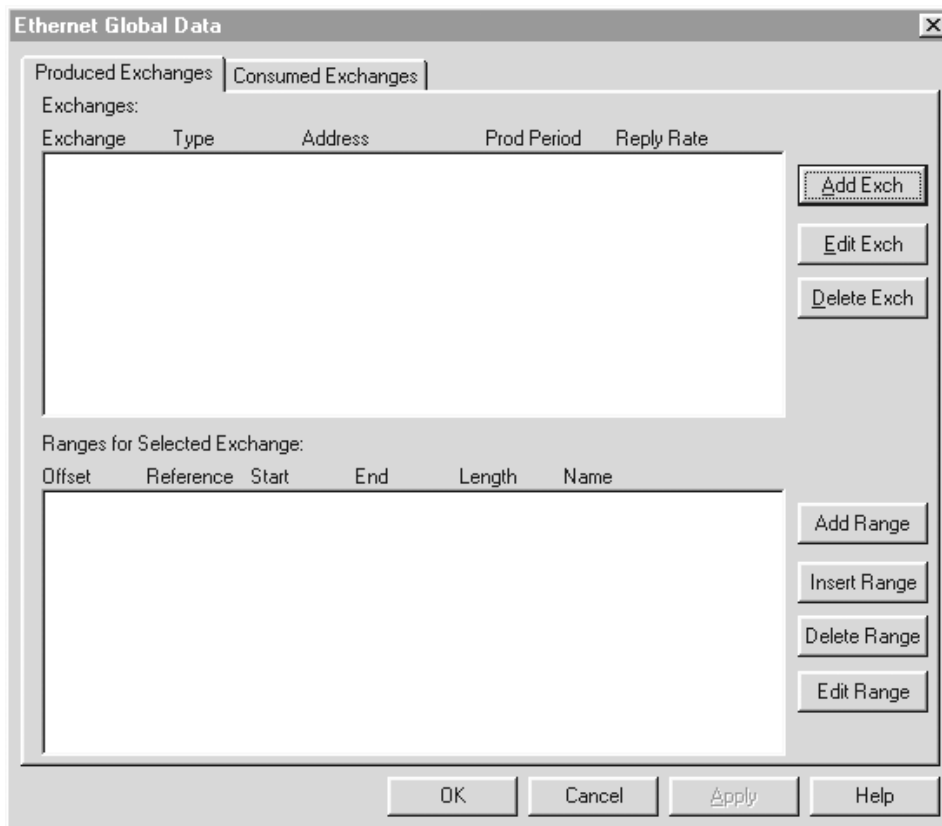 Ethernet Global Data
Produced Exchanges Consumed Exchanges
Exchanges:
Exchange Type Address Prod Period Reply Rate
Add Exch
Edit Exch
Delete Exch
Ranges for Selected Exchange:
Offset Reference Start End Length Name
Add Range
Insert Range
Delete Range
Edit Range
OK Cancel Apply Help